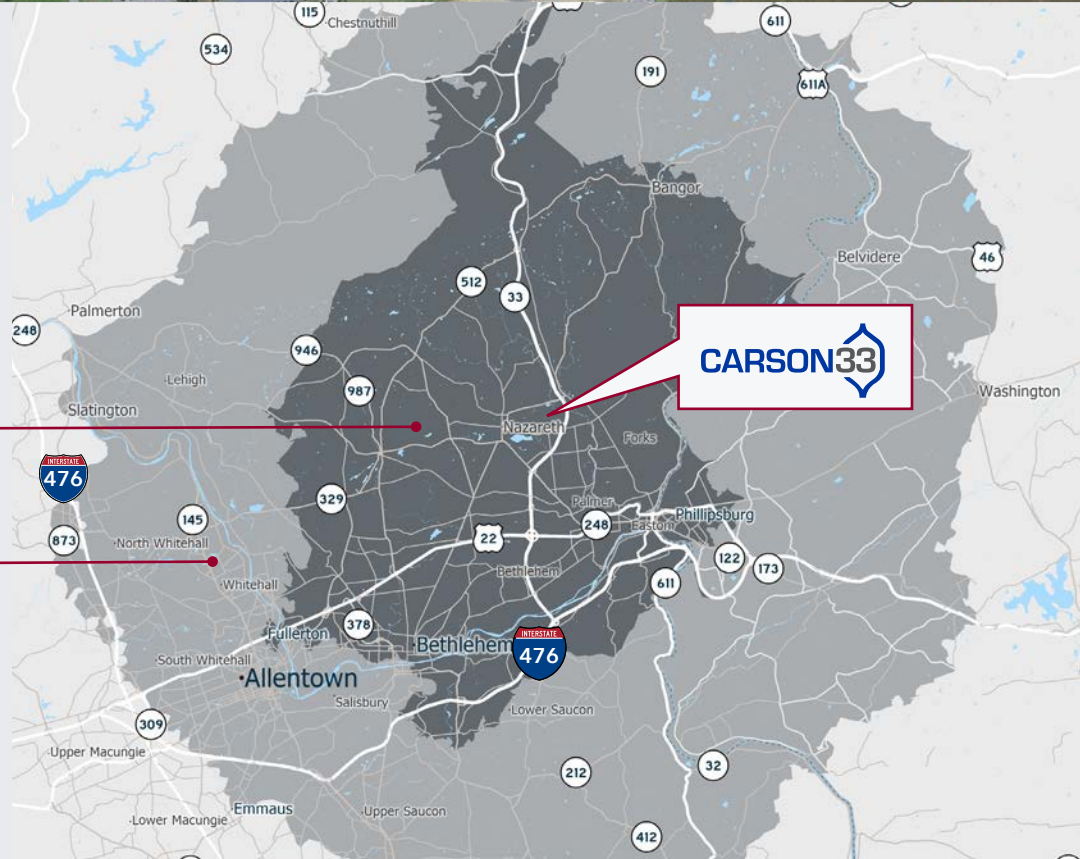 115
Chestnuthill
534
611
191
611A
Bangor
Belvidere
46
512
33
Palmerton
248
946
CARSON33
Lehigh
987
Washington
Slatington
Nazareth
Forks
INTERSTATE
476
329
Palmer
145
248
Phillipsburg
Easton
873
North Whitehall
22
122
173
Bethlehem
Whitehall
611
378
Fullerton
Bethlehem
INTERSTATE
476
South Whitehall
Allentown
Salisbury
Lower Saucon
309
Upper Macungie
212
32
Emmaus
Upper Saucon
Lower Macungie
412